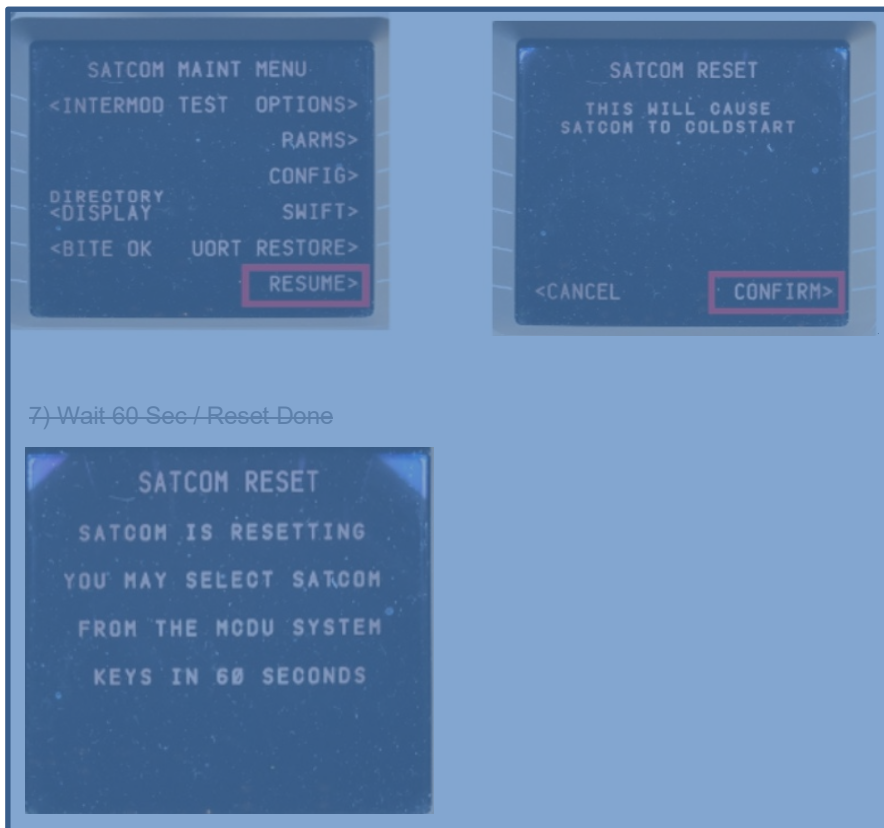 SATCOM MAINT MENU
<INTERMOD TEST OPTIONS>
RARMS>
CONFIG>
DIRECTORY
<DISPLAY SWIFT>
<BITE OK UORT RESTORE>
RESUME>
SATCOM RESET
THIS WILL CAUSE
SATCOM TO COLDSTART
<CANCEL CONFIRM>
7) Wait 60 Sec / Reset Done
SATCOM RESET
SATCOM IS RESETTING
YOU MAY SELECT SATCOM
FROM THE MCDU SYSTEM
KEYS IN 60 SECONDS